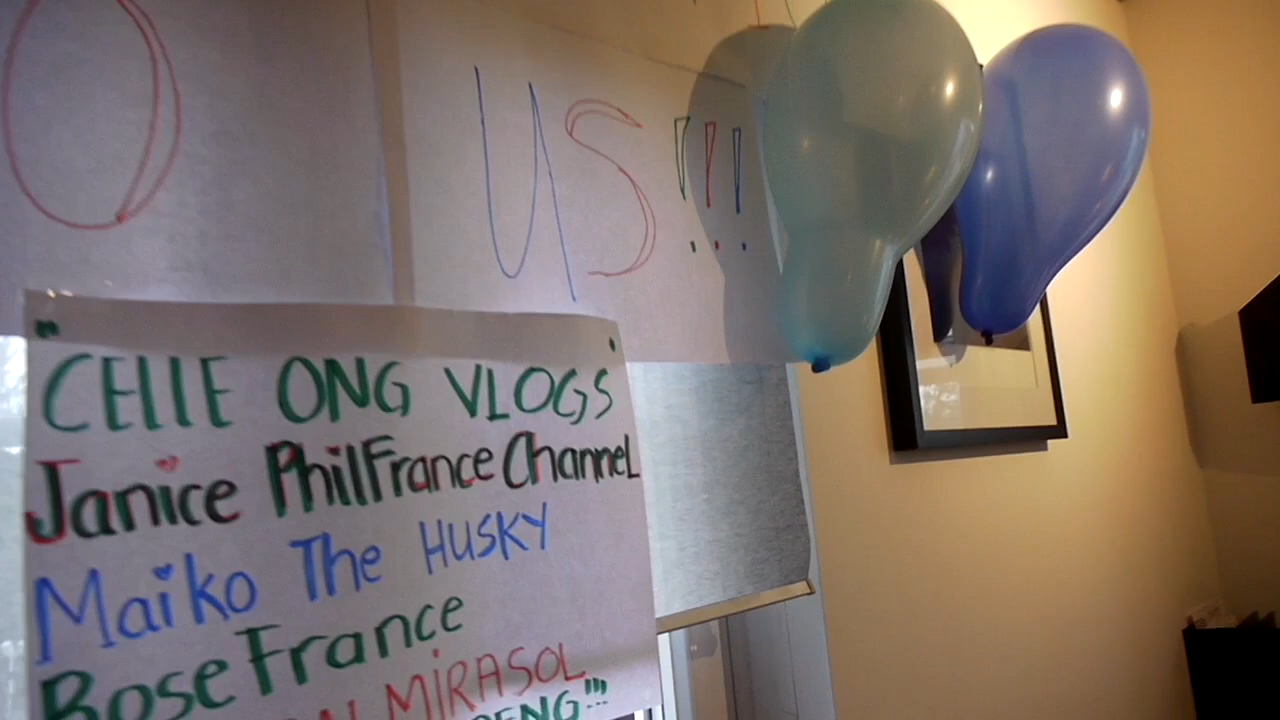 O US!!!
"CELLE ONG VLOGS
Janice PhilFrance Channel
Maiko The HUSKY
Rose France
MIRASOL